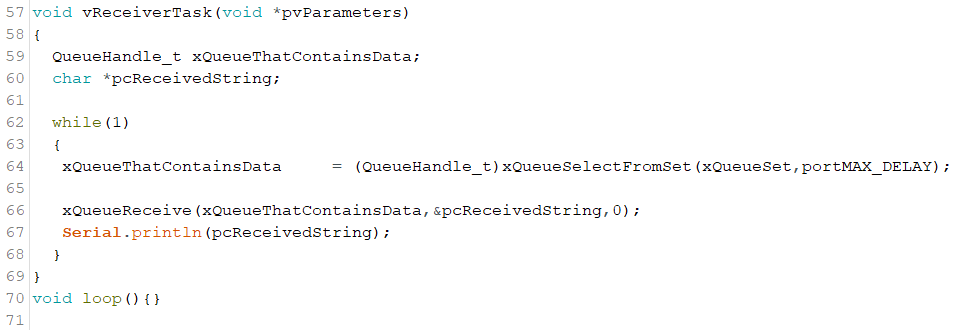 57 void vReceiverTask(void *pvParameters)
58 {
59   QueueHandle_t xQueueThatContainsData;
60   char *pcReceivedString;
61
62   while(1)
63   {
64    xQueueThatContainsData     = (QueueHandle_t)xQueueSelectFromSet(xQueueSet,portMAX_DELAY);
65
66    xQueueReceive(xQueueThatContainsData,&pcReceivedString,0);
67    Serial.println(pcReceivedString);
68   }
69 }
70 void loop(){}
71